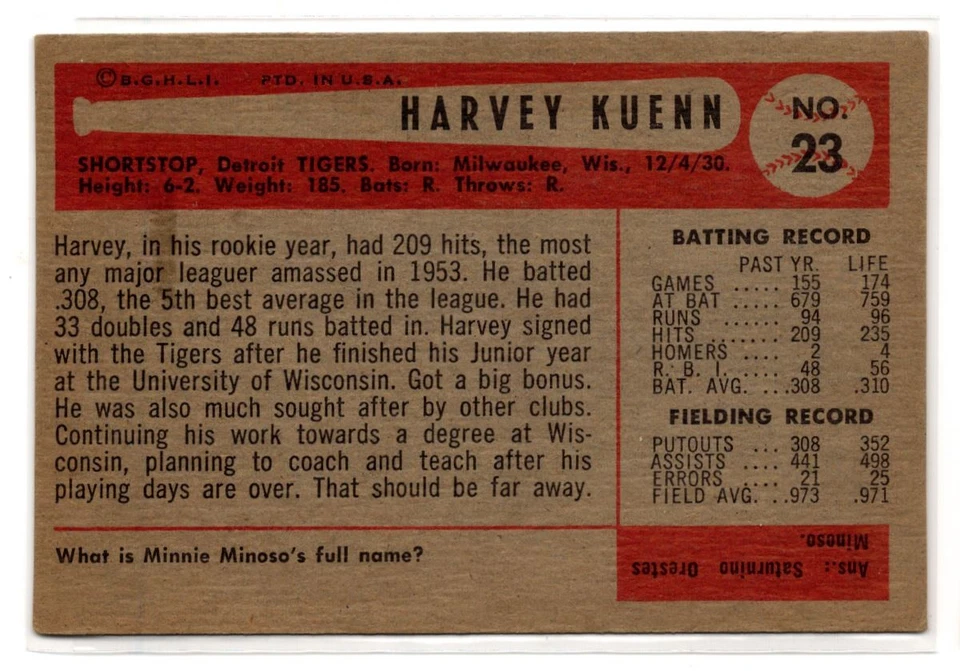 ©B.G.H.L.I. PTD. IN U.S.A.
HARVEY KUENN
NO.
23
SHORTSTOP, Detroit TIGERS. Born: Milwaukee, Wis., 12/4/30.
Height: 6-2. Weight: 185. Bats: R. Throws: R.
Harvey, in his rookie year, had 209 hits, the most
any major leaguer amassed in 1953. He batted
.308, the 5th best average in the league. He had
33 doubles and 48 runs batted in. Harvey signed
with the Tigers after he finished his Junior year
at the University of Wisconsin. Got a big bonus.
He was also much sought after by other clubs.
Continuing his work towards a degree at Wis-
consin, planning to coach and teach after his
playing days are over. That should be far away.
What is Minnie Minoso's full name?
BATTING RECORD
PAST YR. LIFE
GAMES ..... 155 174
AT BAT ..... 679 759
RUNS ...... 94 96
HITS ....... 209 235
HOMERS .... 2 4
R. B. I. .... 48 56
BAT. AVG. ...308 .310
FIELDING RECORD
PUTOUTS ... 308 352
ASSISTS .... 441 498
ERRORS .... 21 25
FIELD AVG. ..973 .971
Ans.: Saturnino Orestes
Minoso.